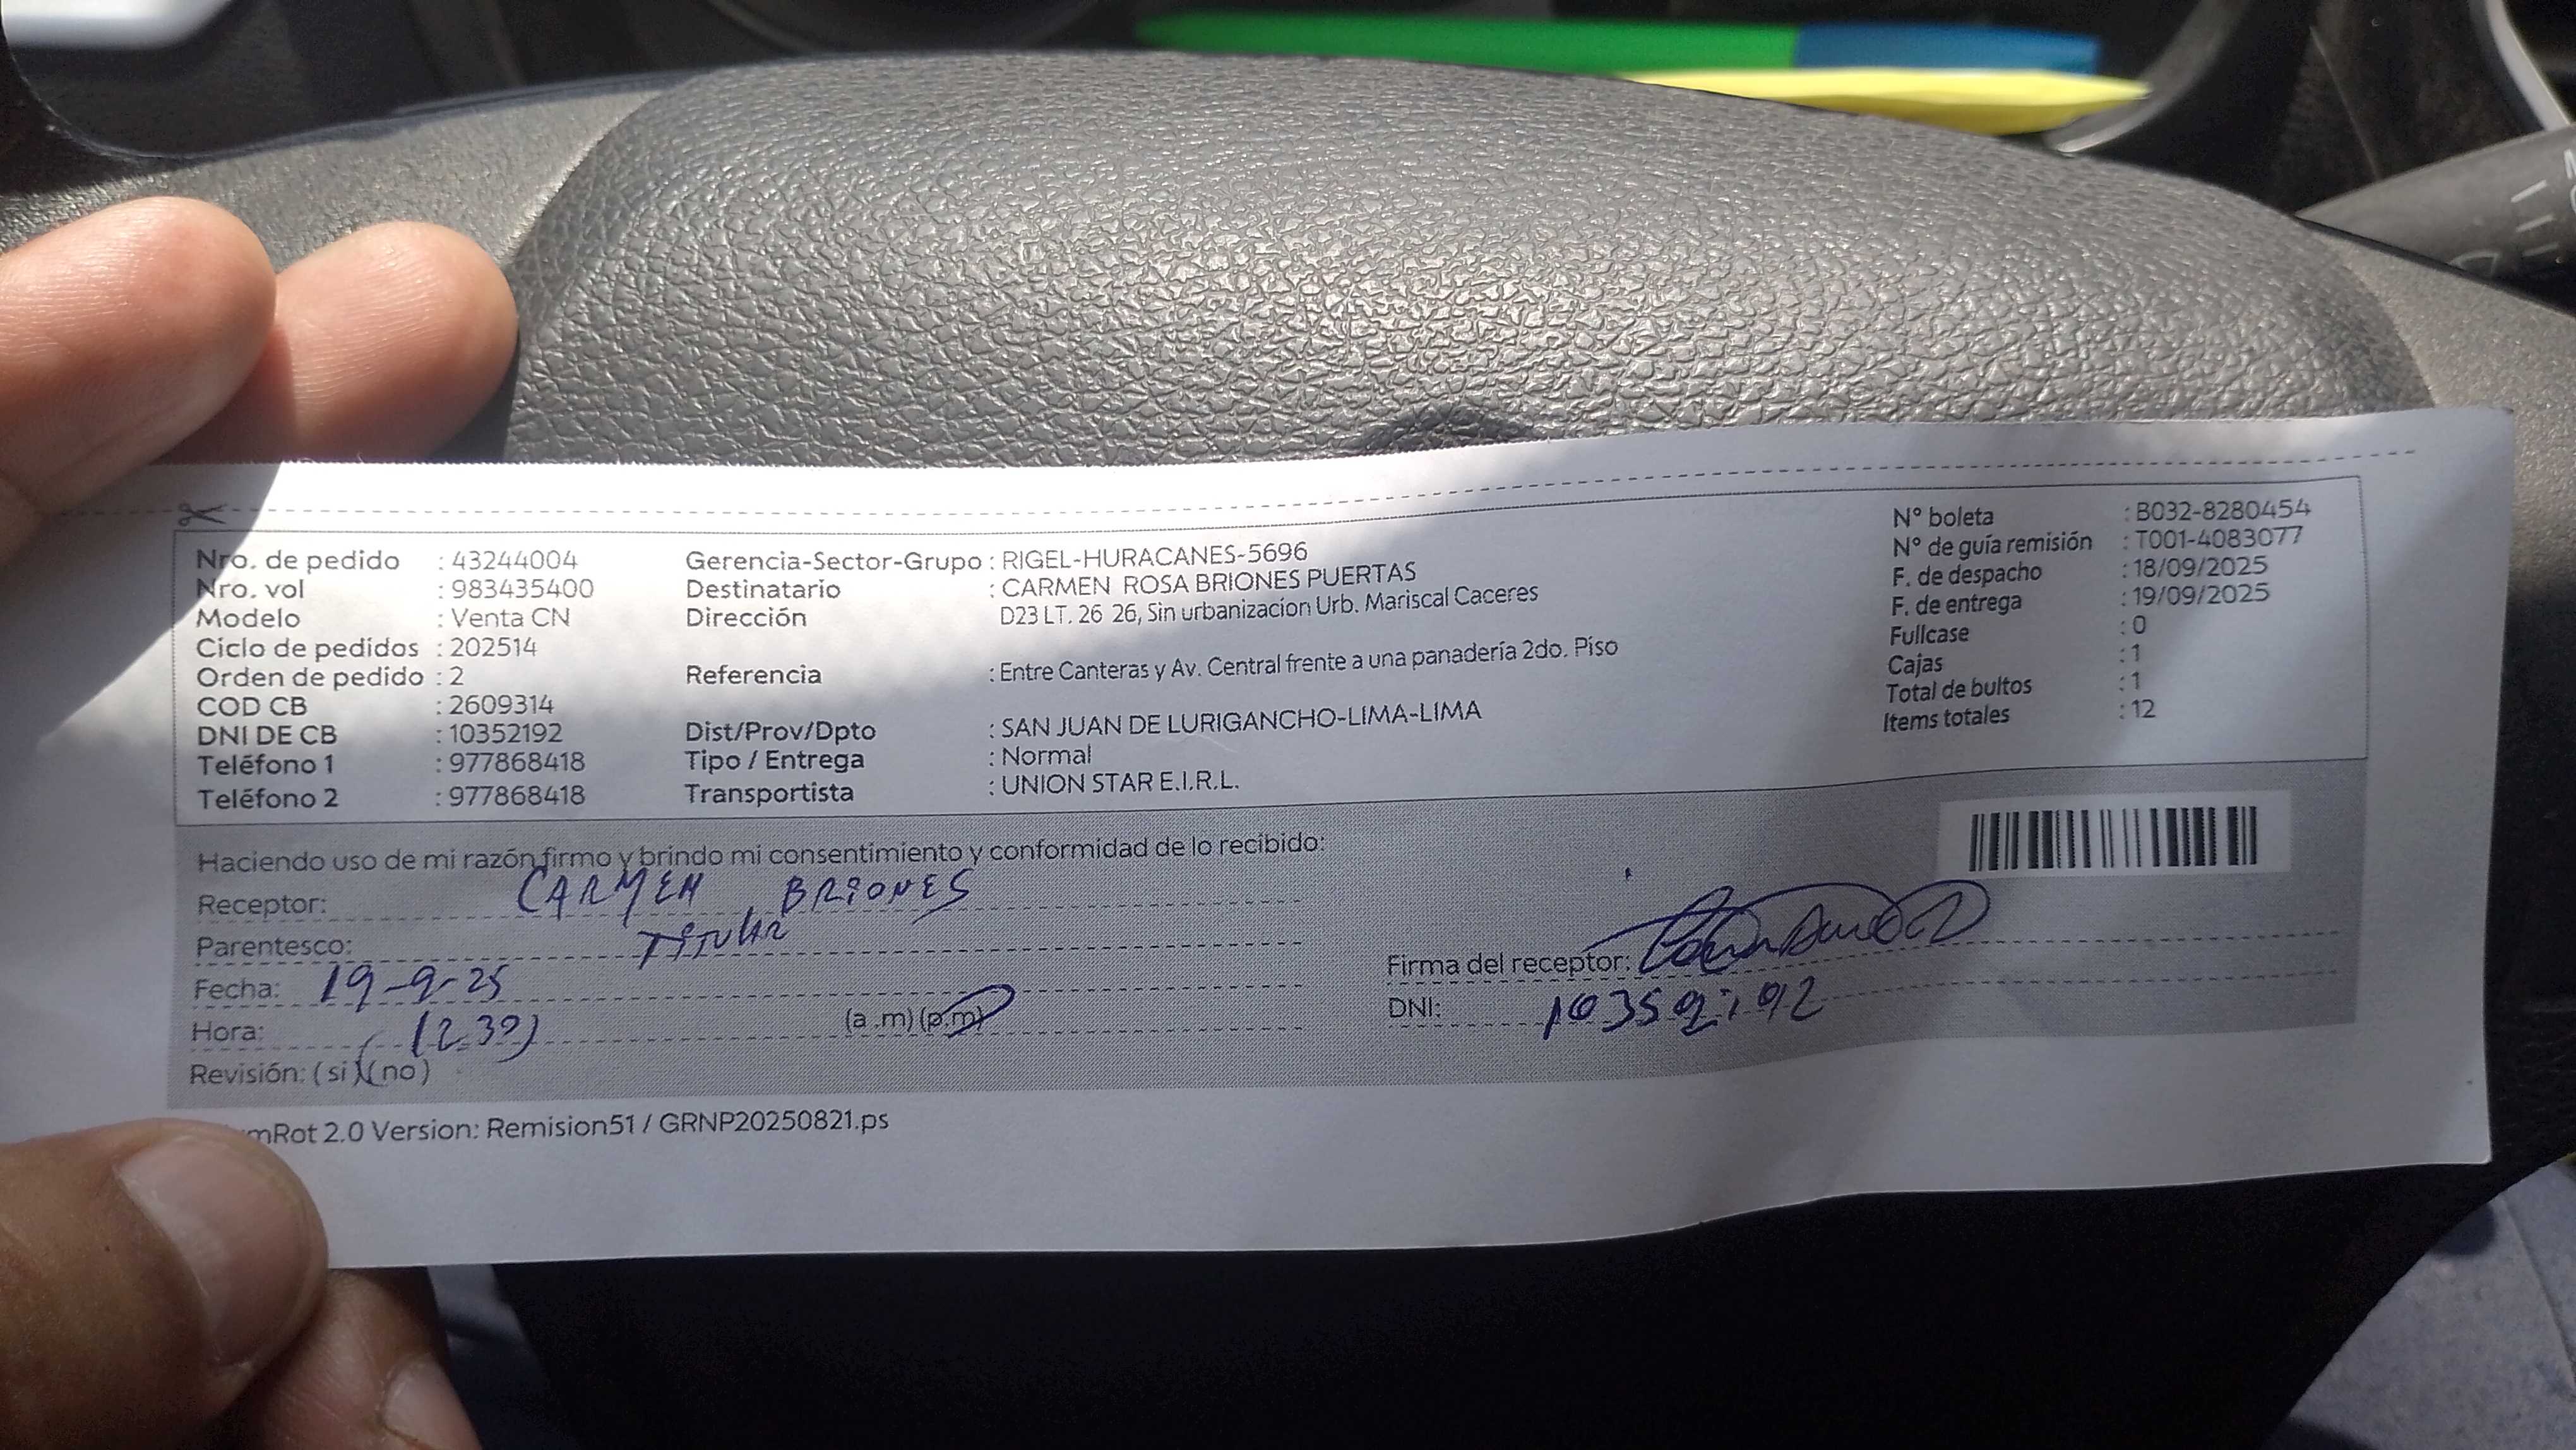 Nro. de pedido : 43244004
Nro. vol : 983435400
Modelo : Venta CN
Ciclo de pedidos : 202514
Orden de pedido : 2
COD CB : 2609314
DNI DE CB : 10352192
Teléfono 1 : 977868418
Teléfono 2 : 977868418
Gerencia-Sector-Grupo : RIGEL-HURACANES-5696
Destinatario : CARMEN ROSA BRIONES PUERTAS
Dirección D23 LT. 26 26, Sin urbanizacion Urb. Mariscal Caceres
Referencia : Entre Canteras y Av. Central frente a una panadería 2do. Piso
Dist/Prov/Dpto : SAN JUAN DE LURIGANCHO-LIMA-LIMA
Tipo / Entrega : Normal
Transportista : UNION STAR E.I.R.L.
N° boleta : B032-8280454
N° de guía remisión : T001-4083077
F. de despacho : 18/09/2025
F. de entrega : 19/09/2025
Fullcase : 0
Cajas : 1
Total de bultos : 1
Items totales : 12
Haciendo uso de mi razón firmo y brindo mi consentimiento y conformidad de lo recibido:
Receptor: CARMEN BRIONES
Parentesco: TITULAR
Fecha: 19-9-25
Hora: (2.30) (a.m) (p.m)
Revisión: (si) (no)
Firma del receptor:
DNI: 10352192
mRot 2.0 Version: Remision51 / GRNP20250821.ps